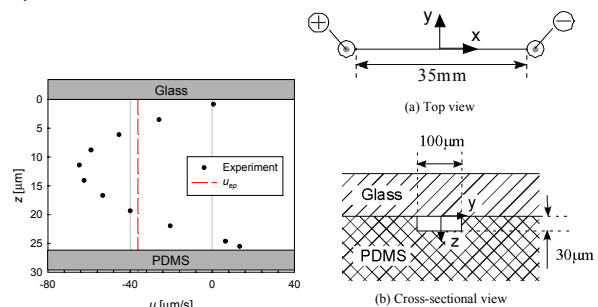 Glass
0
5
10
15
20
25
30
z [μm]
Experiment
u_ep
PDMS
-80
-40
0
40
u [μm/s]
+
y
x
−
35mm
(a) Top view
100μm
Glass
y
z
PDMS
30μm
(b) Cross-sectional view